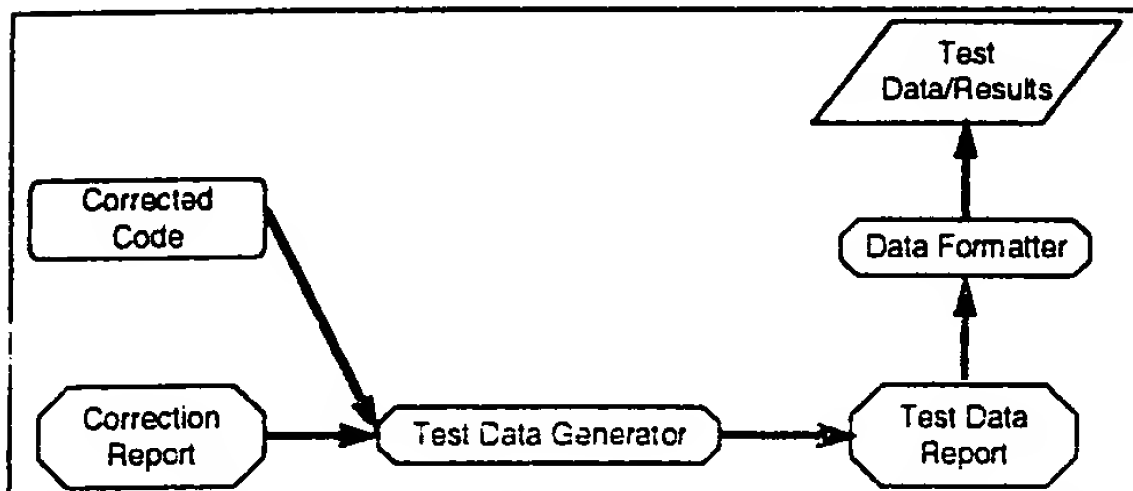 Test
Data/Results
Corrected
Code
Data Formatter
Correction
Report
Test Data Generator
Test Data
Report